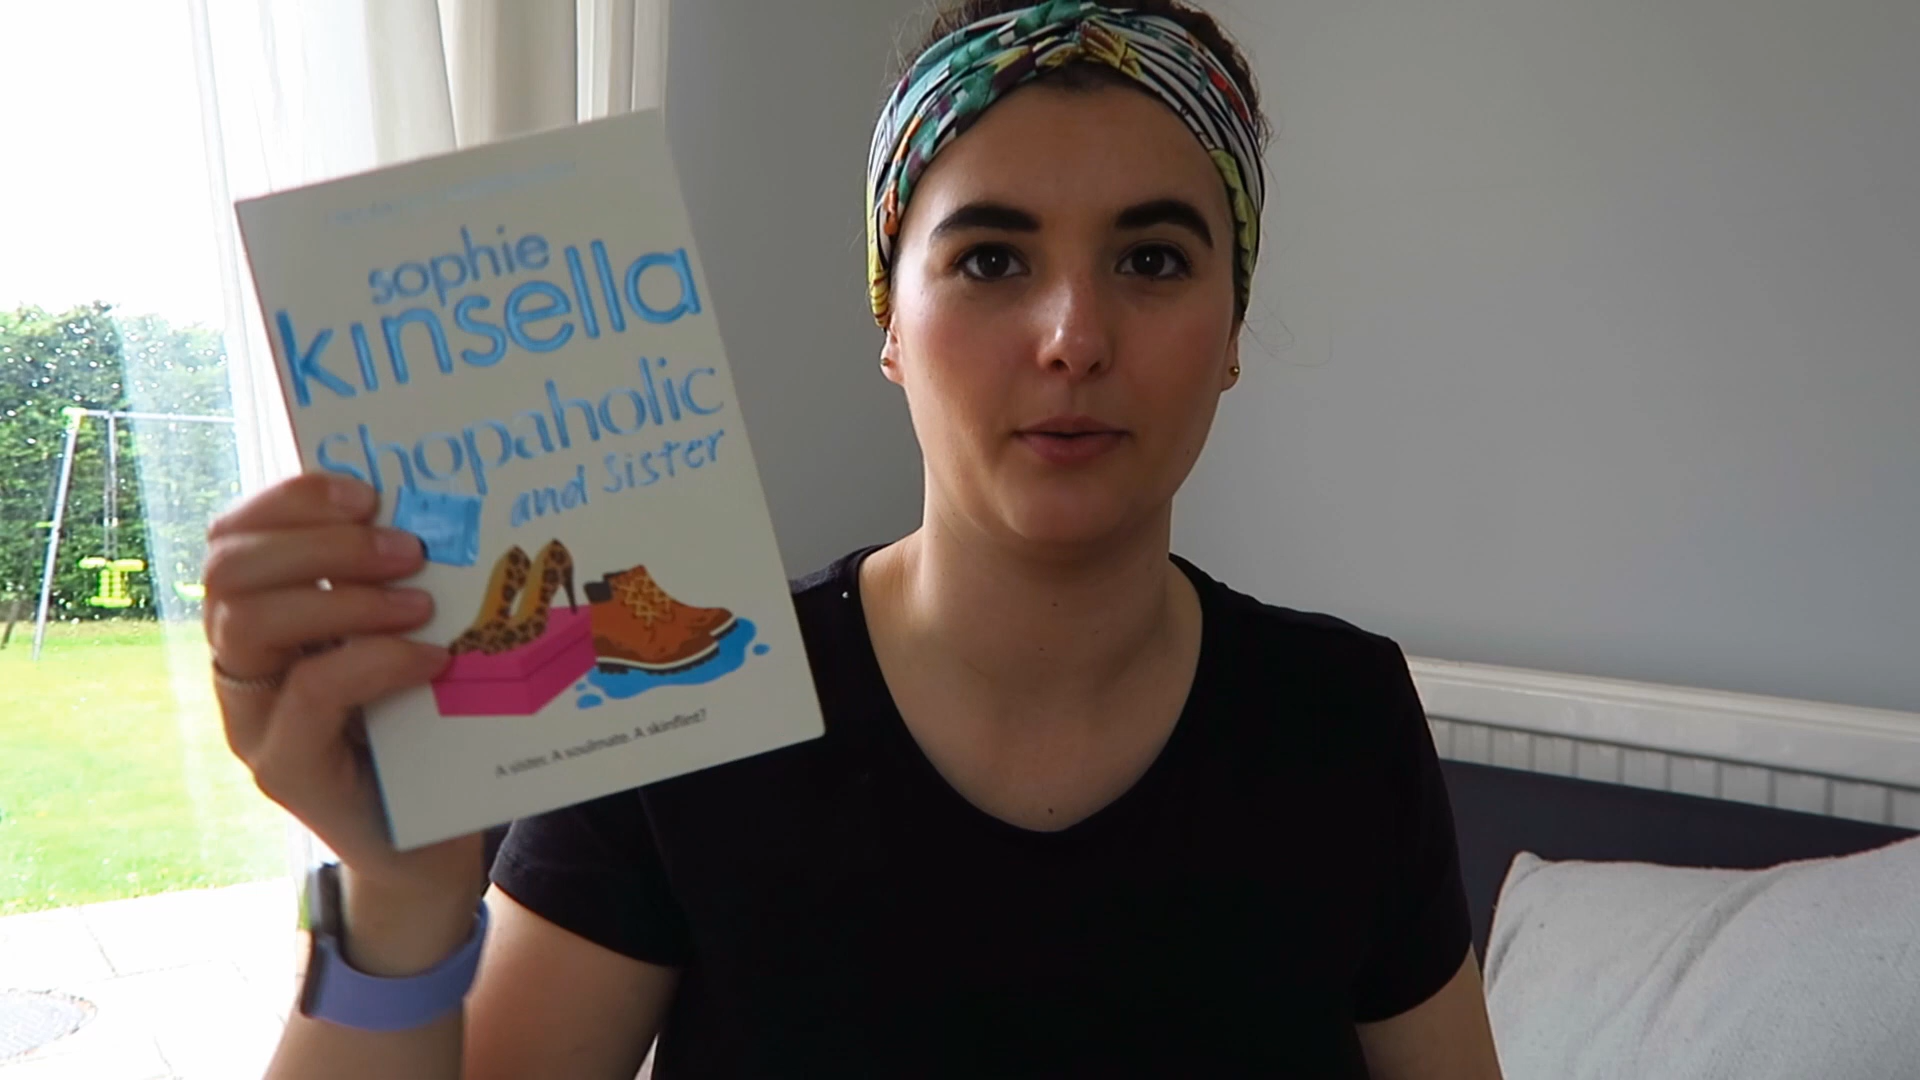 sophie
kinsella
Shopaholic
and Sister
A sister. A soulmate. A skinflint?